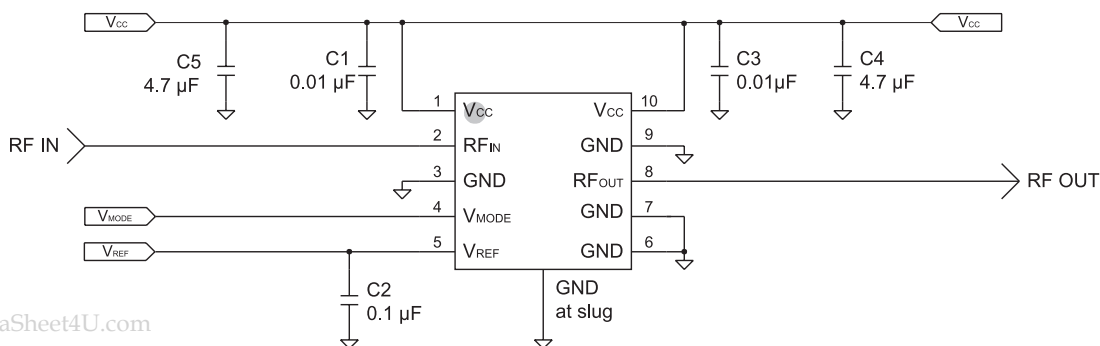 VCC
VCC
C5
4.7 µF
C1
0.01 µF
C3
0.01µF
C4
4.7 µF
1
VCC
VCC
10
RF IN
2
RFIN
GND
9
3
GND
RFOUT
8
RF OUT
VMODE
4
VMODE
GND
7
VREF
5
VREF
GND
6
C2
0.1 µF
GND
at slug
aSheet4U.com